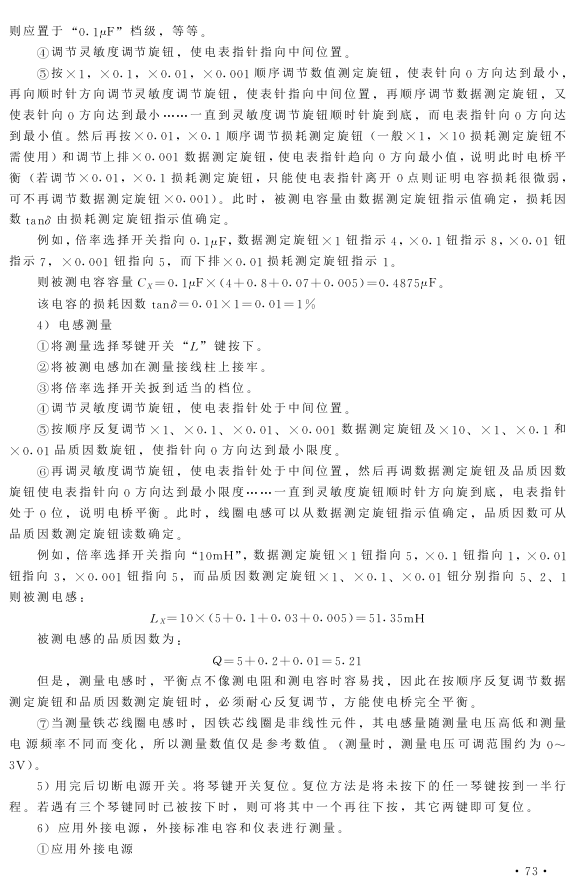 则应置于“0.1μF”档级，等等。
④调节灵敏度调节旋钮，使电表指针指向中间位置。
⑤按×1，×0.1，×0.01，×0.001顺序调节数值测定旋钮，使表针向0方向达到最小，
再向顺时针方向调节灵敏度调节旋钮，使表针指向中间位置，再顺序调节数据测定旋钮，又
使表针向0方向达到最小……一直到灵敏度调节旋钮顺时针旋到底，而电表指针向0方向达
到最小值。然后再按×0.01，×0.1顺序调节损耗测定旋钮（一般×1，×10损耗测定旋钮不
需使用）和调节上排×0.001数据测定旋钮，使电表指针趋向0方向最小值，说明此时电桥平
衡（若调节×0.01，×0.1损耗测定旋钮，只能使电表指针离开0点则证明电容损耗很微弱，
可不再调节数据测定旋钮×0.001）。此时，被测电容量由数据测定旋钮指示值确定，损耗因
数tanδ由损耗测定旋钮指示值确定。
例如，倍率选择开关指向0.1μF，数据测定旋钮×1钮指示4，×0.1钮指示8，×0.01钮
指示7，×0.001钮指向5，而下排×0.01损耗测定旋钮指示1。
则被测电容容量Cx=0.1μF×(4+0.8+0.07+0.005)=0.4875μF。
该电容的损耗因数tanδ=0.01×1=0.01=1%
4）电感测量
①将测量选择琴键开关“L”键按下。
②将被测电感加在测量接线柱上接牢。
③将倍率选择开关扳到适当的档位。
④调节灵敏度调节旋钮，使电表指针处于中间位置。
⑤按顺序反复调节×1、×0.1、×0.01、×0.001数据测定旋钮及×10、×1、×0.1和
×0.01品质因数旋钮，使指针向0方向达到最小限度。
⑥再调灵敏度调节旋钮，使电表指针处于中间位置，然后再调数据测定旋钮及品质因数
旋钮使电表指针向0方向达到最小限度……一直到灵敏度旋钮顺时针方向旋到底，电表指针
处于0位，说明电桥平衡。此时，线圈电感可以从数据测定旋钮指示值确定，品质因数可从
品质因数测定旋钮读数确定。
例如，倍率选择开关指向“10mH”，数据测定旋钮×1钮指向5，×0.1钮指向1，×0.01
钮指向3，×0.001钮指向5，而品质因数测定旋钮×1、×0.1、×0.01钮分别指向5、2、1
则被测电感：
Lx=10×(5+0.1+0.03+0.005)=51.35mH
被测电感的品质因数为：
Q=5+0.2+0.01=5.21
但是，测量电感时，平衡点不像测电阻和测电容时容易找，因此在按顺序反复调节数据
测定旋钮和品质因数测定旋钮时，必须耐心反复调节，方能使电桥完全平衡。
⑦当测量铁芯线圈电感时，因铁芯线圈是非线性元件，其电感量随测量电压高低和测量
电源频率不同而变化，所以测量数值仅是参考数值。（测量时，测量电压可调范围约为0～
3V）。
5）用完后切断电源开关。将琴键开关复位。复位方法是将未按下的任一琴键按到一半行
程。若遇有三个琴键同时已被按下时，则可将其中一个再往下按，其它两键即可复位。
6）应用外接电源，外接标准电容和仪表进行测量。
①应用外接电源
·73·